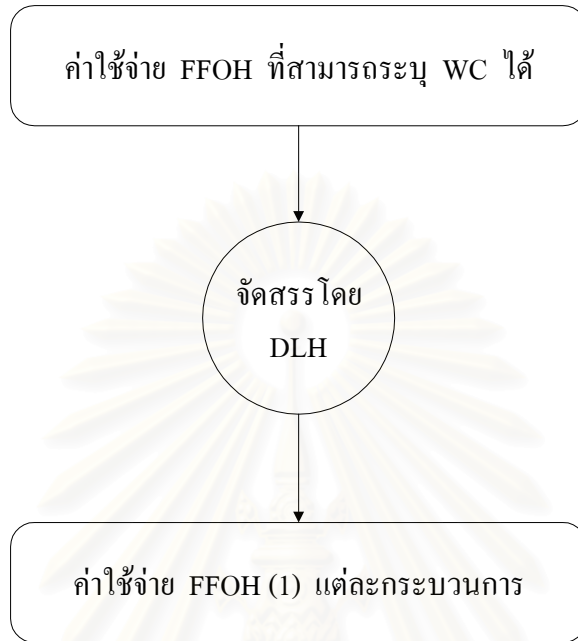 ค่าใช้จ่าย FFOH ที่สามารถระบุ WC ได้
จัดสรรโดย
DLH
ค่าใช้จ่าย FFOH (1) แต่ละกระบวนการ